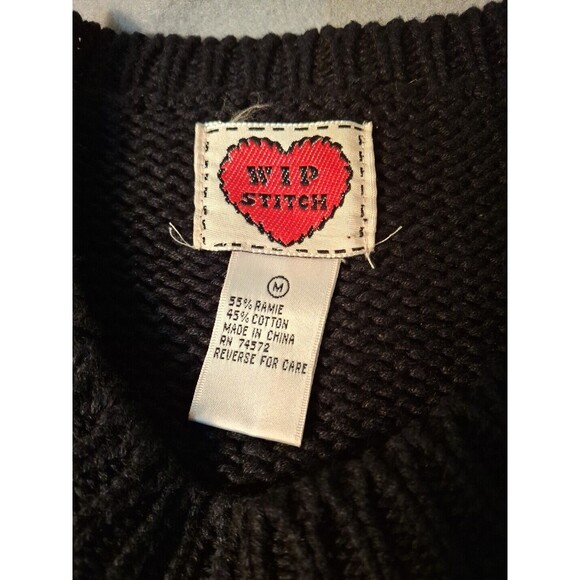 WIP
STITCH
M
55% RAMIE
45% COTTON
MADE IN CHINA
RN 74572
REVERSE FOR CARE